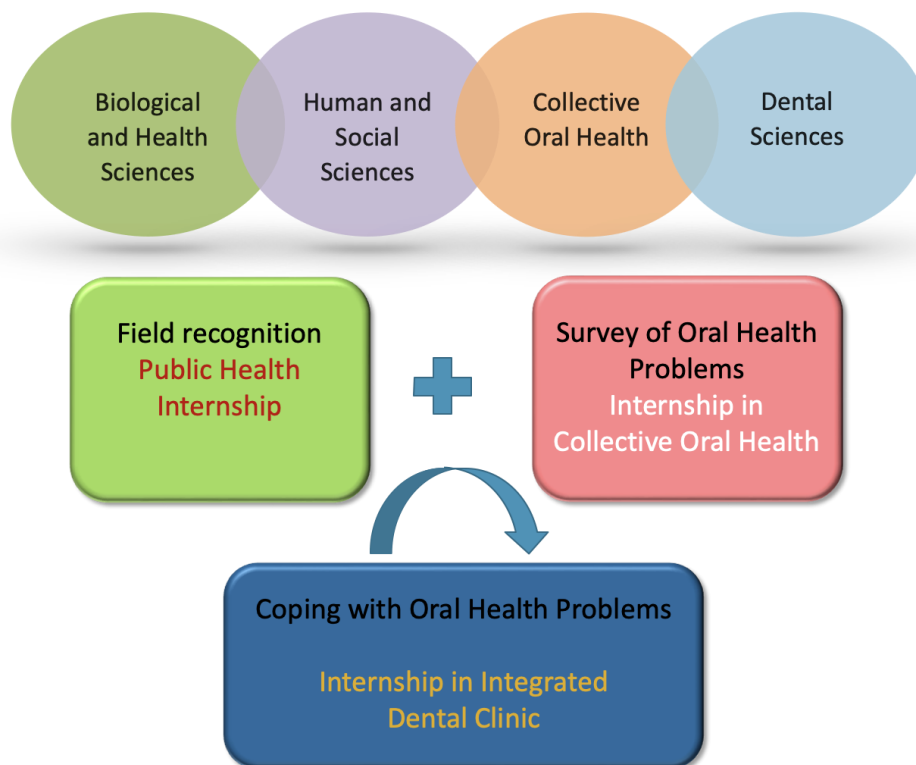 Biological
and Health
Sciences
Human and
Social
Sciences
Collective
Oral Health
Dental
Sciences
Field recognition
Public Health
Internship
Survey of Oral Health
Problems
Internship in
Collective Oral Health
Coping with Oral Health Problems
Internship in Integrated
Dental Clinic